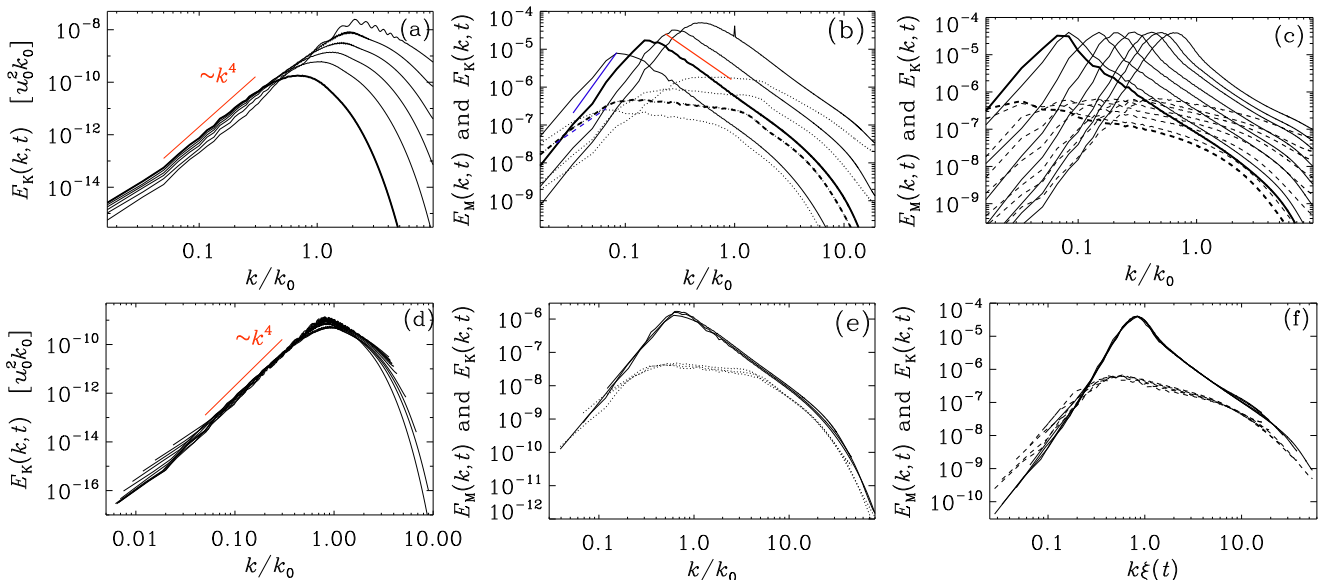 (a)
10⁻⁸
10⁻¹⁰
10⁻¹²
10⁻¹⁴
E_K(k,t) [u₀²k₀]
~k⁴
0.1 1.0
k/k₀
(b)
10⁻⁴
10⁻⁵
10⁻⁶
10⁻⁷
10⁻⁸
10⁻⁹
E_M(k,t) and E_K(k,t)
0.1 1.0 10.0
k/k₀
(c)
10⁻⁴
10⁻⁵
10⁻⁶
10⁻⁷
10⁻⁸
10⁻⁹
E_M(k,t) and E_K(k,t)
0.1 1.0
k/k₀
(d)
10⁻¹⁰
10⁻¹²
10⁻¹⁴
10⁻¹⁶
E_K(k,t) [u₀²k₀]
~k⁴
0.01 0.10 1.00 10.00
k/k₀
(e)
10⁻⁶
10⁻⁷
10⁻⁸
10⁻⁹
10⁻¹⁰
10⁻¹¹
10⁻¹²
E_M(k,t) and E_K(k,t)
0.1 1.0 10.0
k/k₀
(f)
10⁻⁴
10⁻⁵
10⁻⁶
10⁻⁷
10⁻⁸
10⁻⁹
10⁻¹⁰
E_M(k,t) and E_K(k,t)
0.1 1.0 10.0
kξ(t)